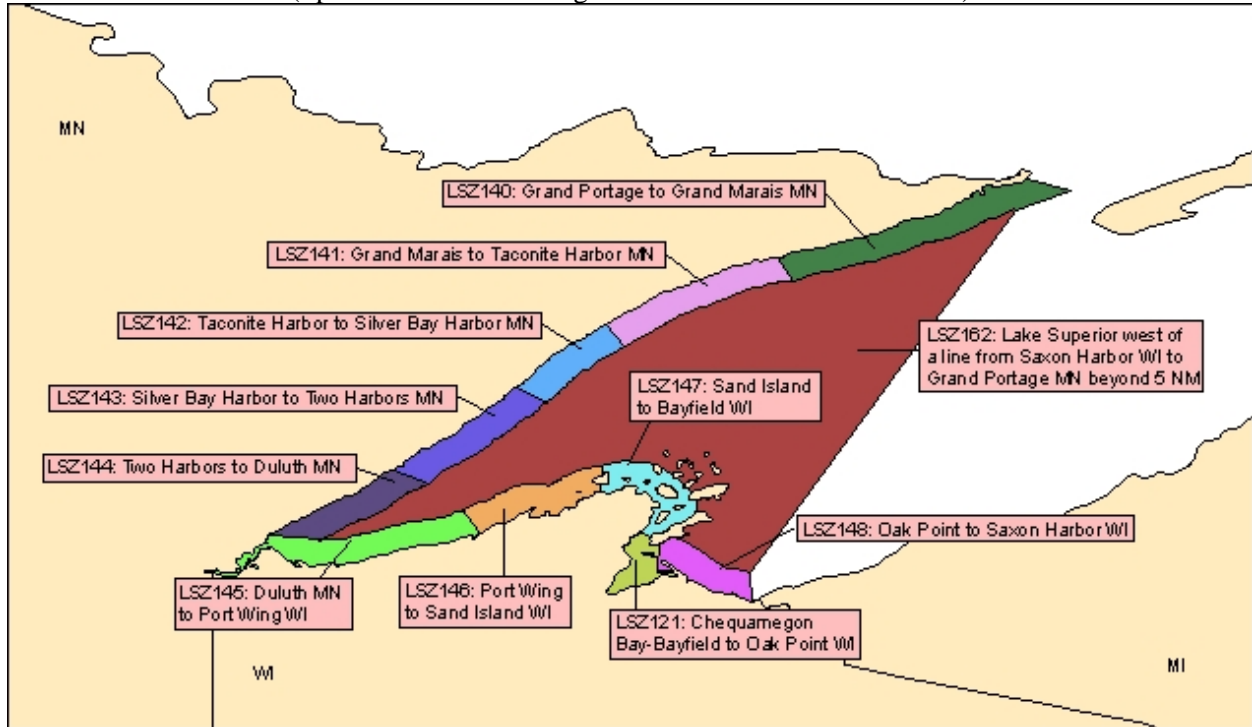 MN
LSZ140: Grand Portage to Grand Marais MN
LSZ141: Grand Marais to Taconite Harbor MN
LSZ142: Taconite Harbor to Silver Bay Harbor MN
LSZ162: Lake Superior west of
a line from Saxon Harbor WI to
Grand Portage MN beyond 5 NM
LSZ147: Sand Island
to Bayfield WI
LSZ143: Silver Bay Harbor to Two Harbors MN
LSZ144: Two Harbors to Duluth MN
LSZ148: Oak Point to Saxon Harbor WI
LSZ145: Duluth MN
to Port Wing WI
LSZ146: Port Wing
to Sand Island WI
LSZ121: Chequamegon
Bay-Bayfield to Oak Point WI
WI
MI